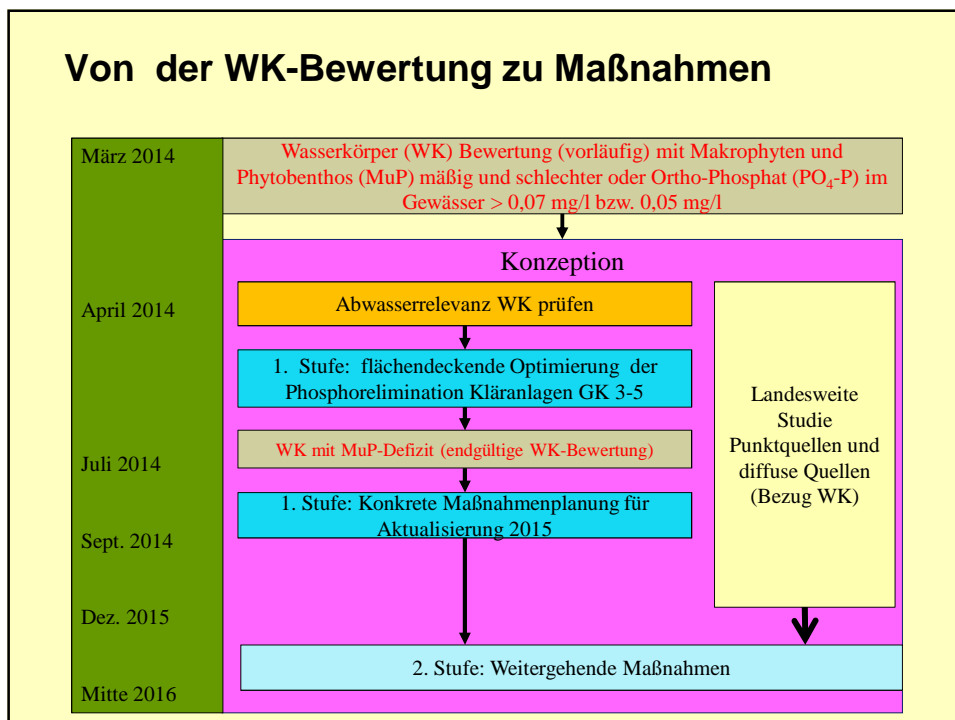 Von der WK-Bewertung zu Maßnahmen
März 2014
Wasserkörper (WK) Bewertung (vorläufig) mit Makrophyten und
Phytobenthos (MuP) mäßig und schlechter oder Ortho-Phosphat (PO₄-P) im
Gewässer > 0,07 mg/l bzw. 0,05 mg/l
Konzeption
April 2014
Abwasserrelevanz WK prüfen
1. Stufe: flächendeckende Optimierung der
Phosphorelimination Kläranlagen GK 3-5
Juli 2014
WK mit MuP-Defizit (endgültige WK-Bewertung)
1. Stufe: Konkrete Maßnahmenplanung für
Aktualisierung 2015
Sept. 2014
Landesweite
Studie
Punktquellen und
diffuse Quellen
(Bezug WK)
Dez. 2015
2. Stufe: Weitergehende Maßnahmen
Mitte 2016